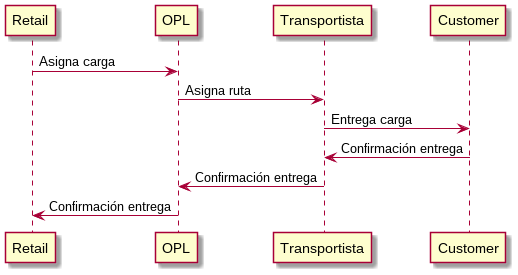 Retail OPL Transportista Customer
Asigna carga
Asigna ruta
Entrega carga
Confirmación entrega
Confirmación entrega
Confirmación entrega
Retail OPL Transportista Customer